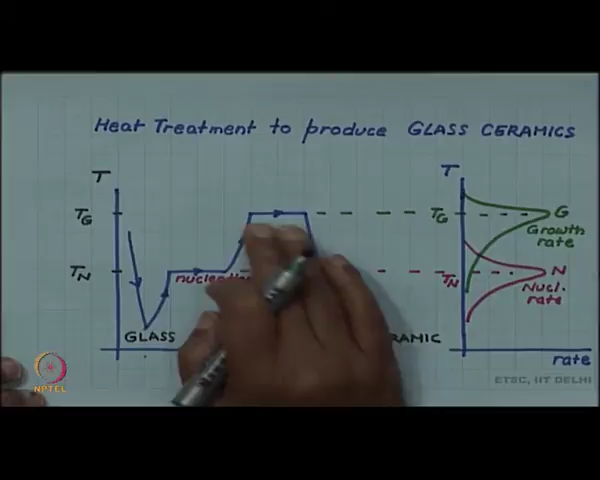 Heat Treatment to produce GLASS CERAMICS
T
T
TG
TG
G
Growth
rate
TN
TN
N
Nucl.
rate
GLASS
rate
NPTEL
ETSC, IIT DELHI